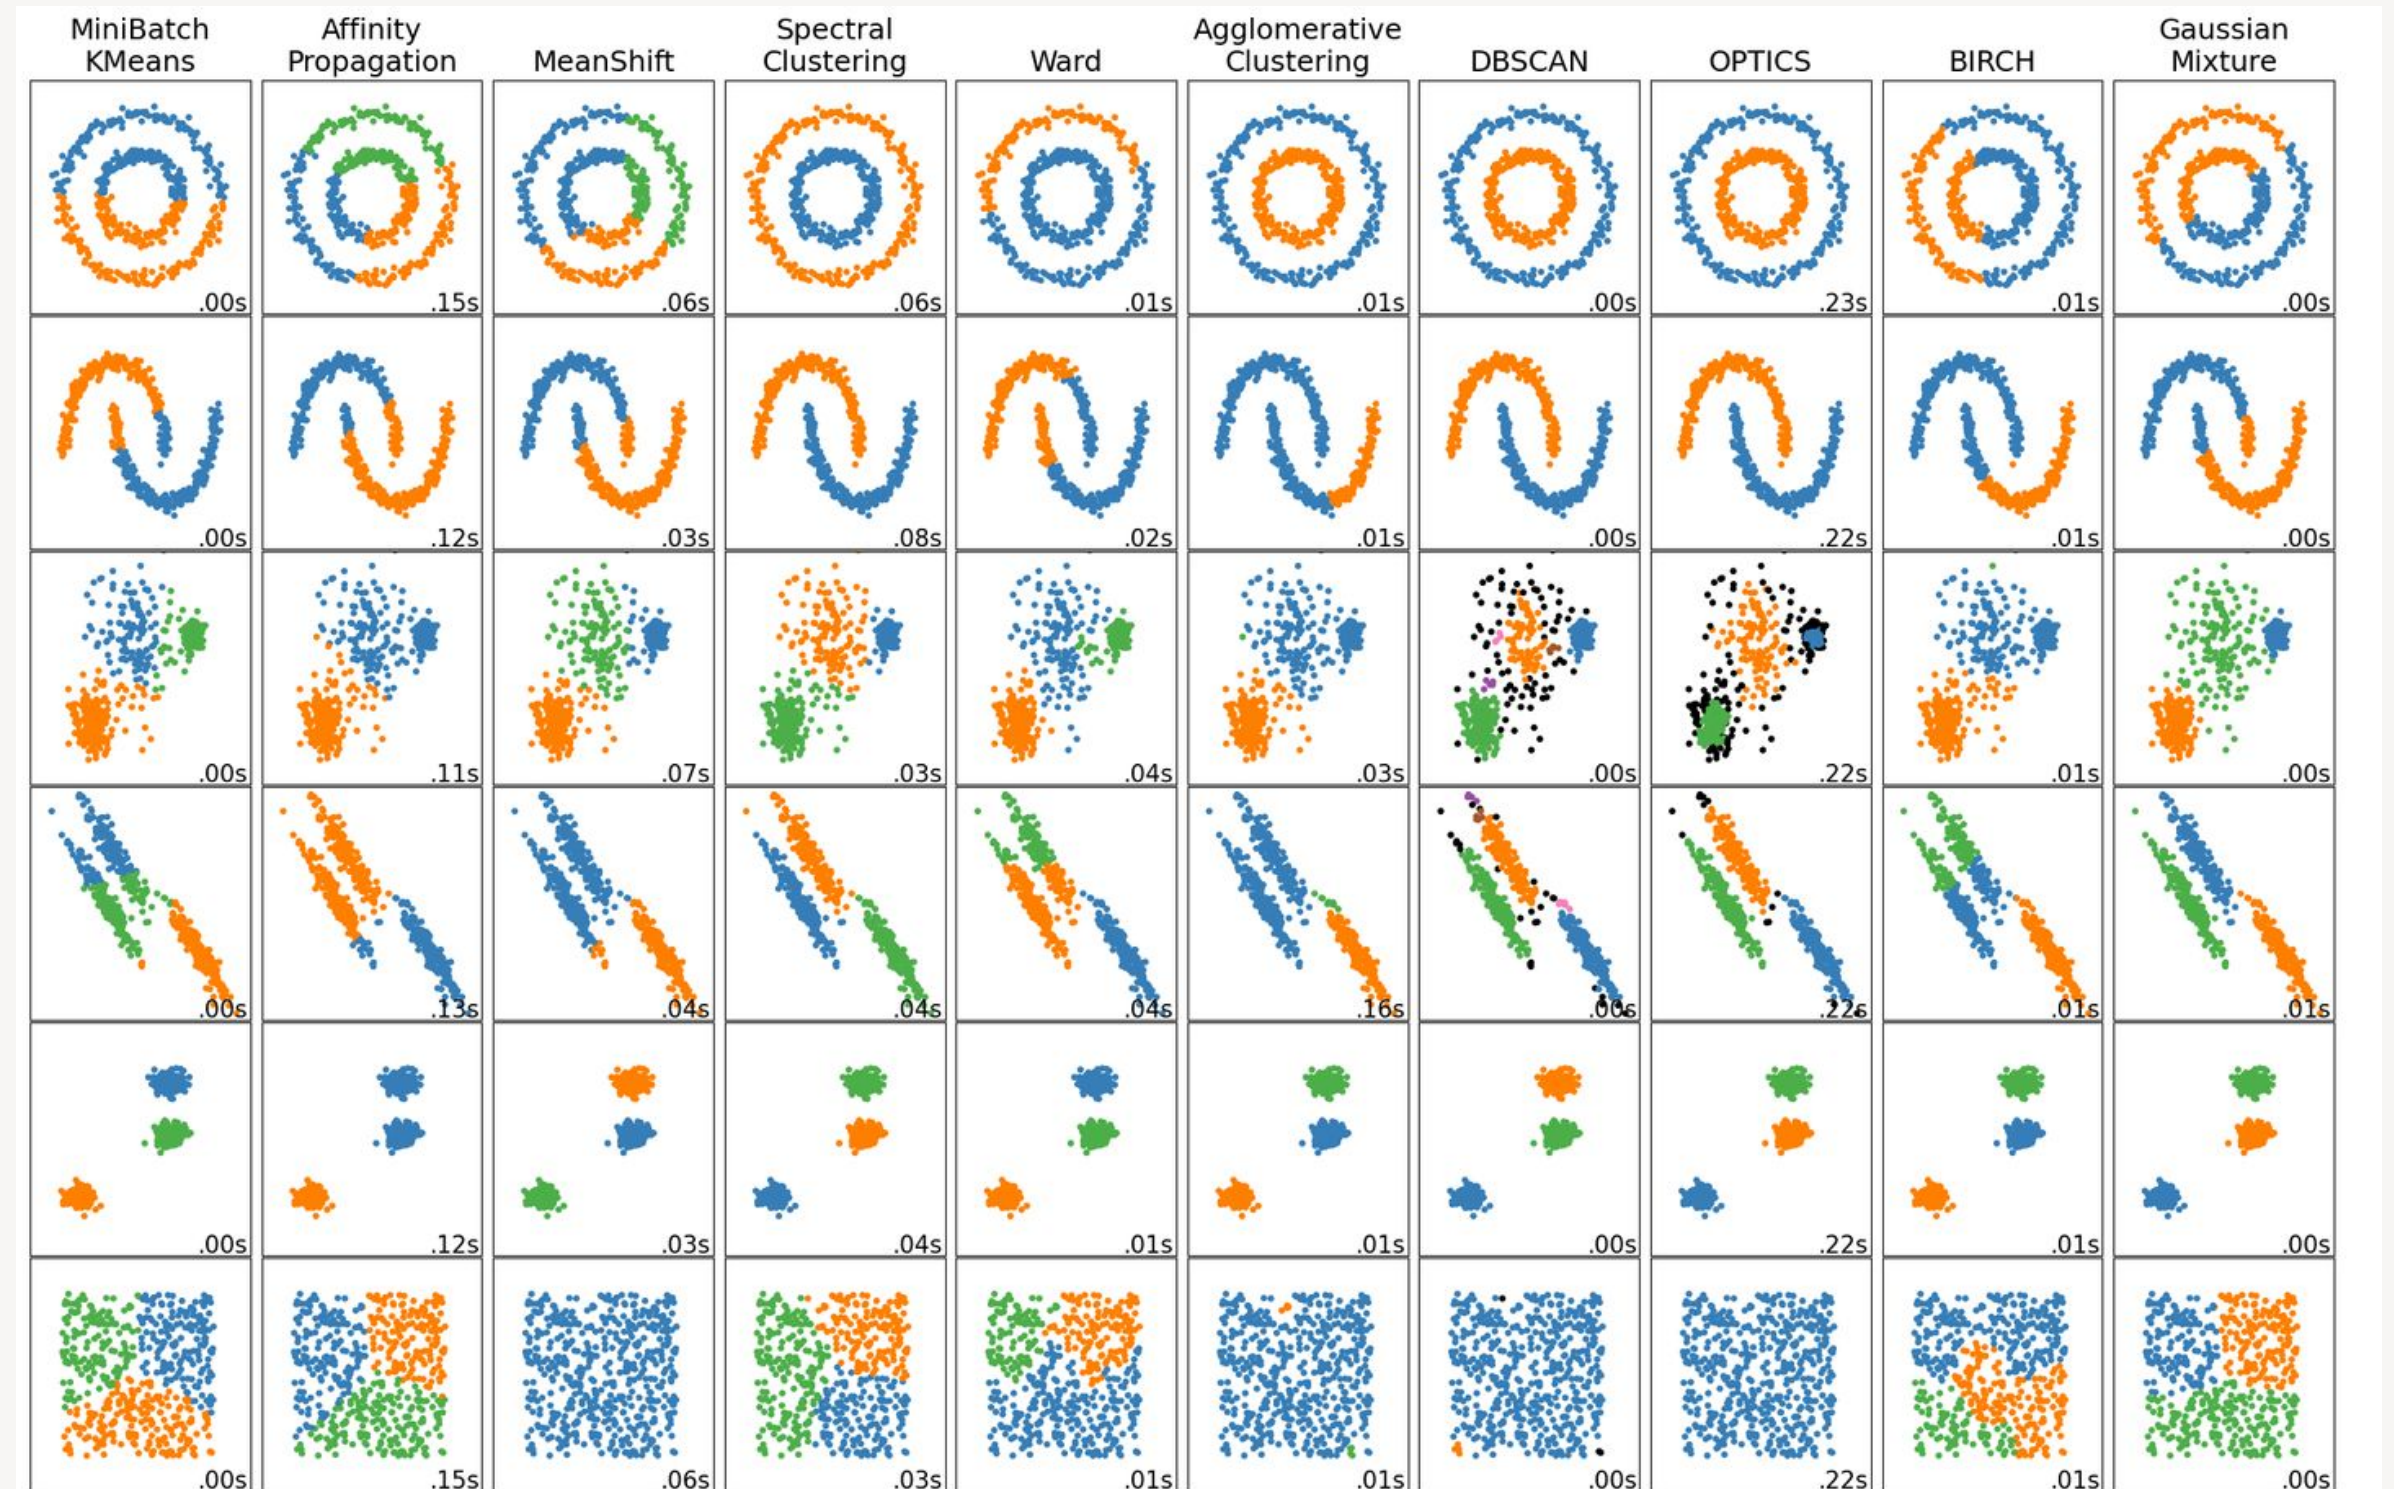 MiniBatch
KMeans
Affinity
Propagation
MeanShift
Spectral
Clustering
Ward
Agglomerative
Clustering
DBSCAN
OPTICS
BIRCH
Gaussian
Mixture
.00s .15s .06s .06s .01s .01s .00s .23s .01s .00s
.00s .12s .03s .08s .02s .01s .00s .22s .01s .00s
.00s .11s .07s .03s .04s .03s .00s .22s .01s .00s
.00s .13s .04s .04s .04s .16s .00s .22s .01s .01s
.00s .12s .03s .04s .01s .01s .00s .22s .01s .00s
.00s .15s .06s .03s .01s .01s .00s .22s .01s .00s